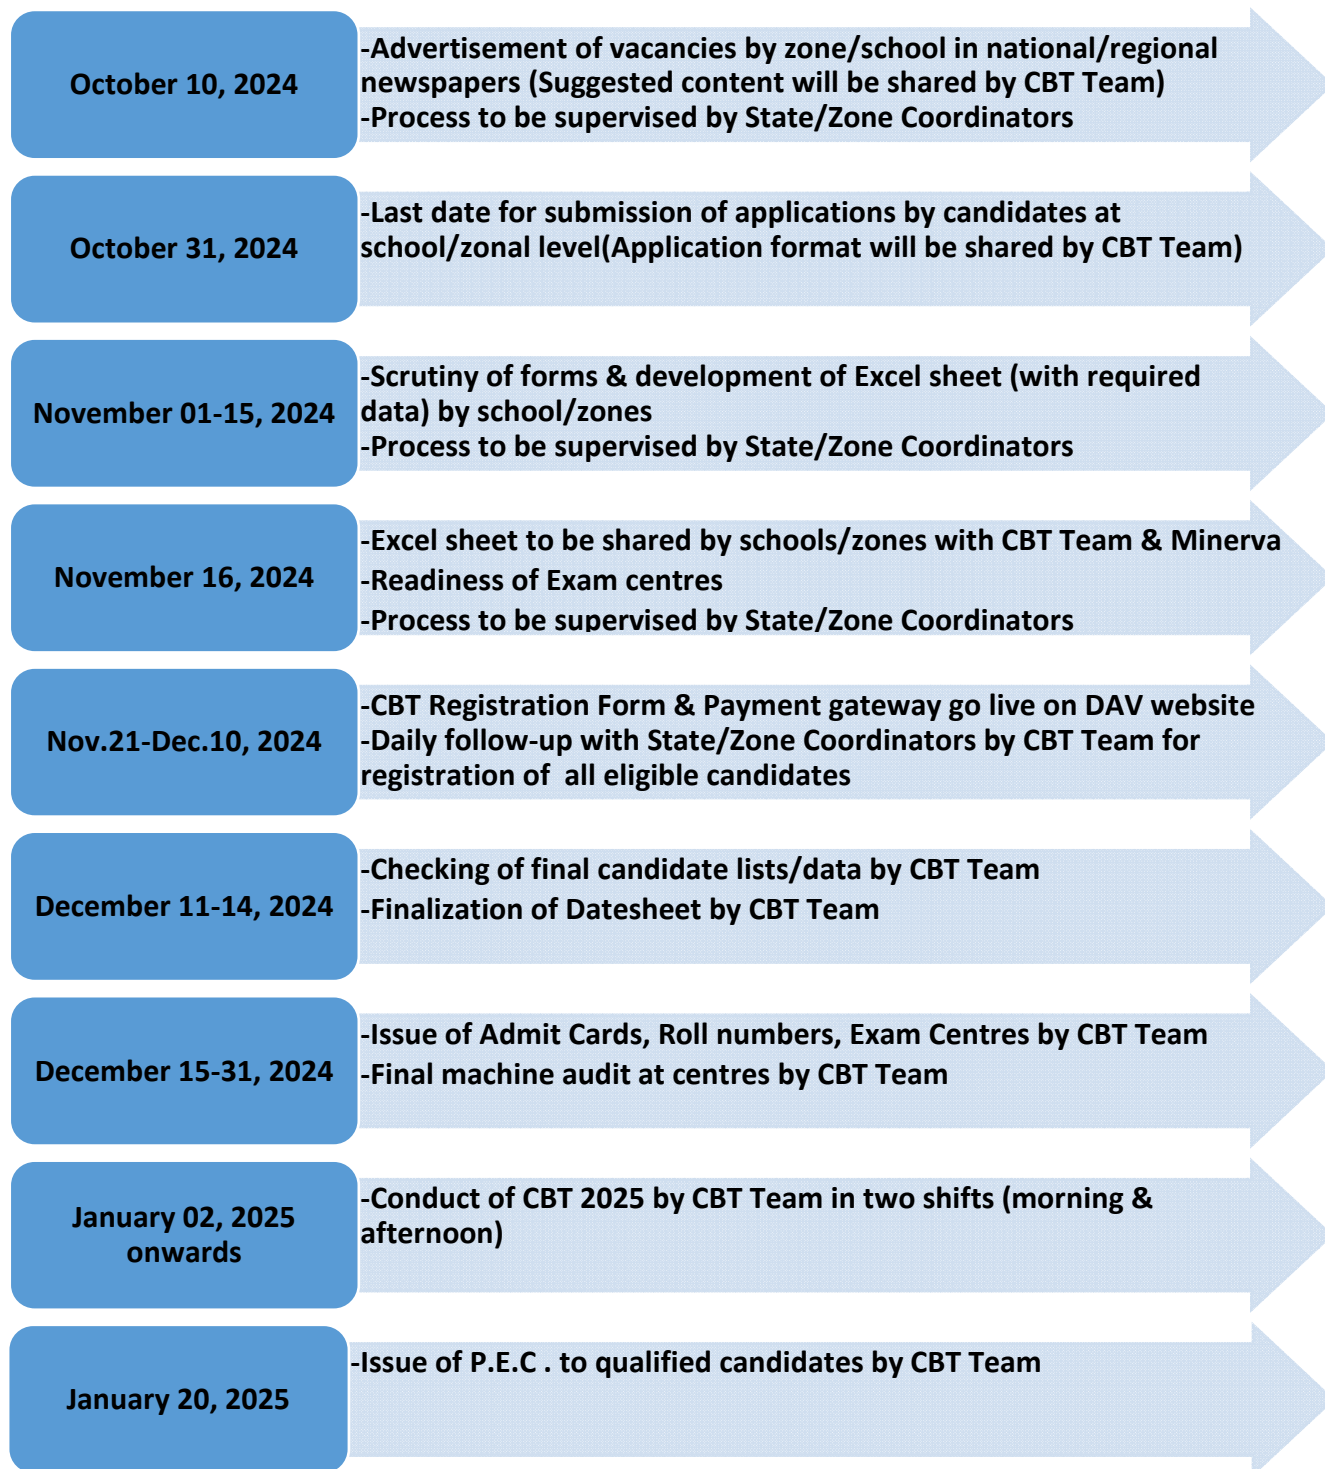 October 10, 2024
-Advertisement of vacancies by zone/school in national/regional
newspapers (Suggested content will be shared by CBT Team)
-Process to be supervised by State/Zone Coordinators
October 31, 2024
-Last date for submission of applications by candidates at
school/zonal level(Application format will be shared by CBT Team)
November 01-15, 2024
-Scrutiny of forms & development of Excel sheet (with required
data) by school/zones
-Process to be supervised by State/Zone Coordinators
November 16, 2024
-Excel sheet to be shared by schools/zones with CBT Team & Minerva
-Readiness of Exam centres
-Process to be supervised by State/Zone Coordinators
Nov.21-Dec.10, 2024
-CBT Registration Form & Payment gateway go live on DAV website
-Daily follow-up with State/Zone Coordinators by CBT Team for
registration of  all eligible candidates
December 11-14, 2024
-Checking of final candidate lists/data by CBT Team
-Finalization of Datesheet by CBT Team
December 15-31, 2024
-Issue of Admit Cards, Roll numbers, Exam Centres by CBT Team
-Final machine audit at centres by CBT Team
January 02, 2025
onwards
-Conduct of CBT 2025 by CBT Team in two shifts (morning &
afternoon)
January 20, 2025
-Issue of P.E.C . to qualified candidates by CBT Team